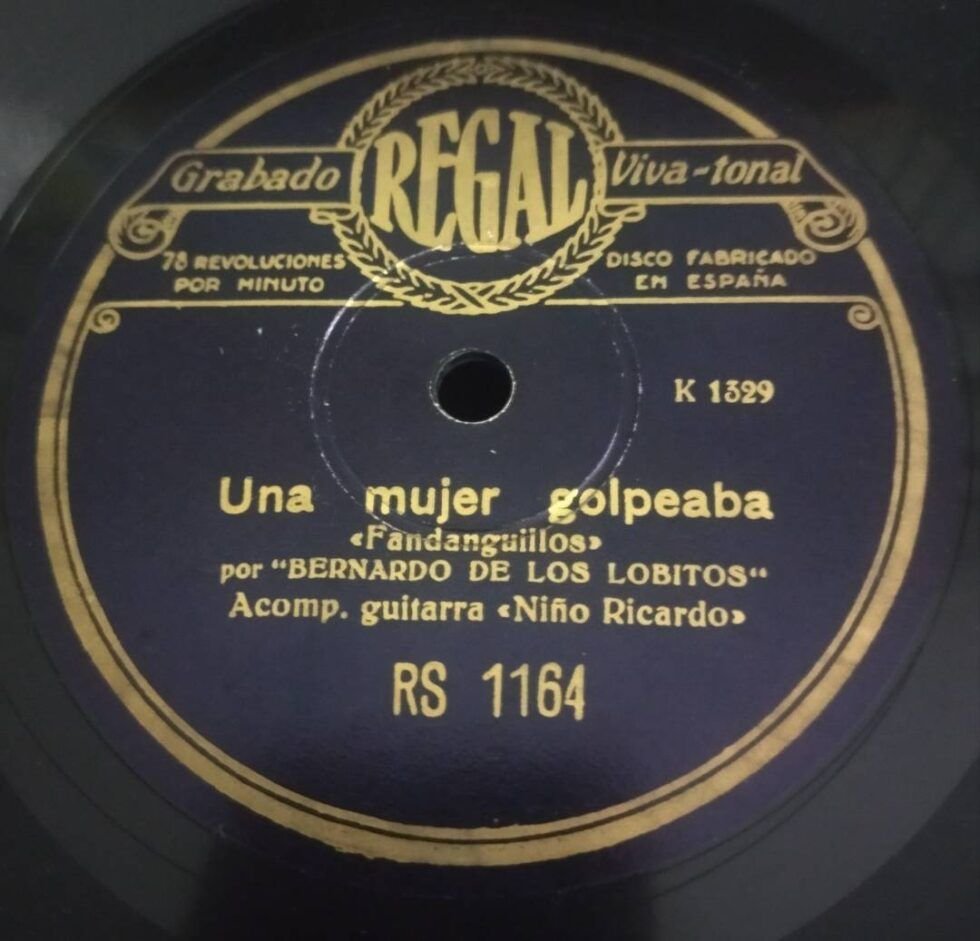 REGAL
Grabado Viva-tonal
78 REVOLUCIONES
POR MINUTO
DISCO FABRICADO
EN ESPAÑA
K 1329
Una mujer golpeaba
«Fandanguillos»
por "BERNARDO DE LOS LOBITOS"
Acomp. guitarra «Niño Ricardo»
RS 1164